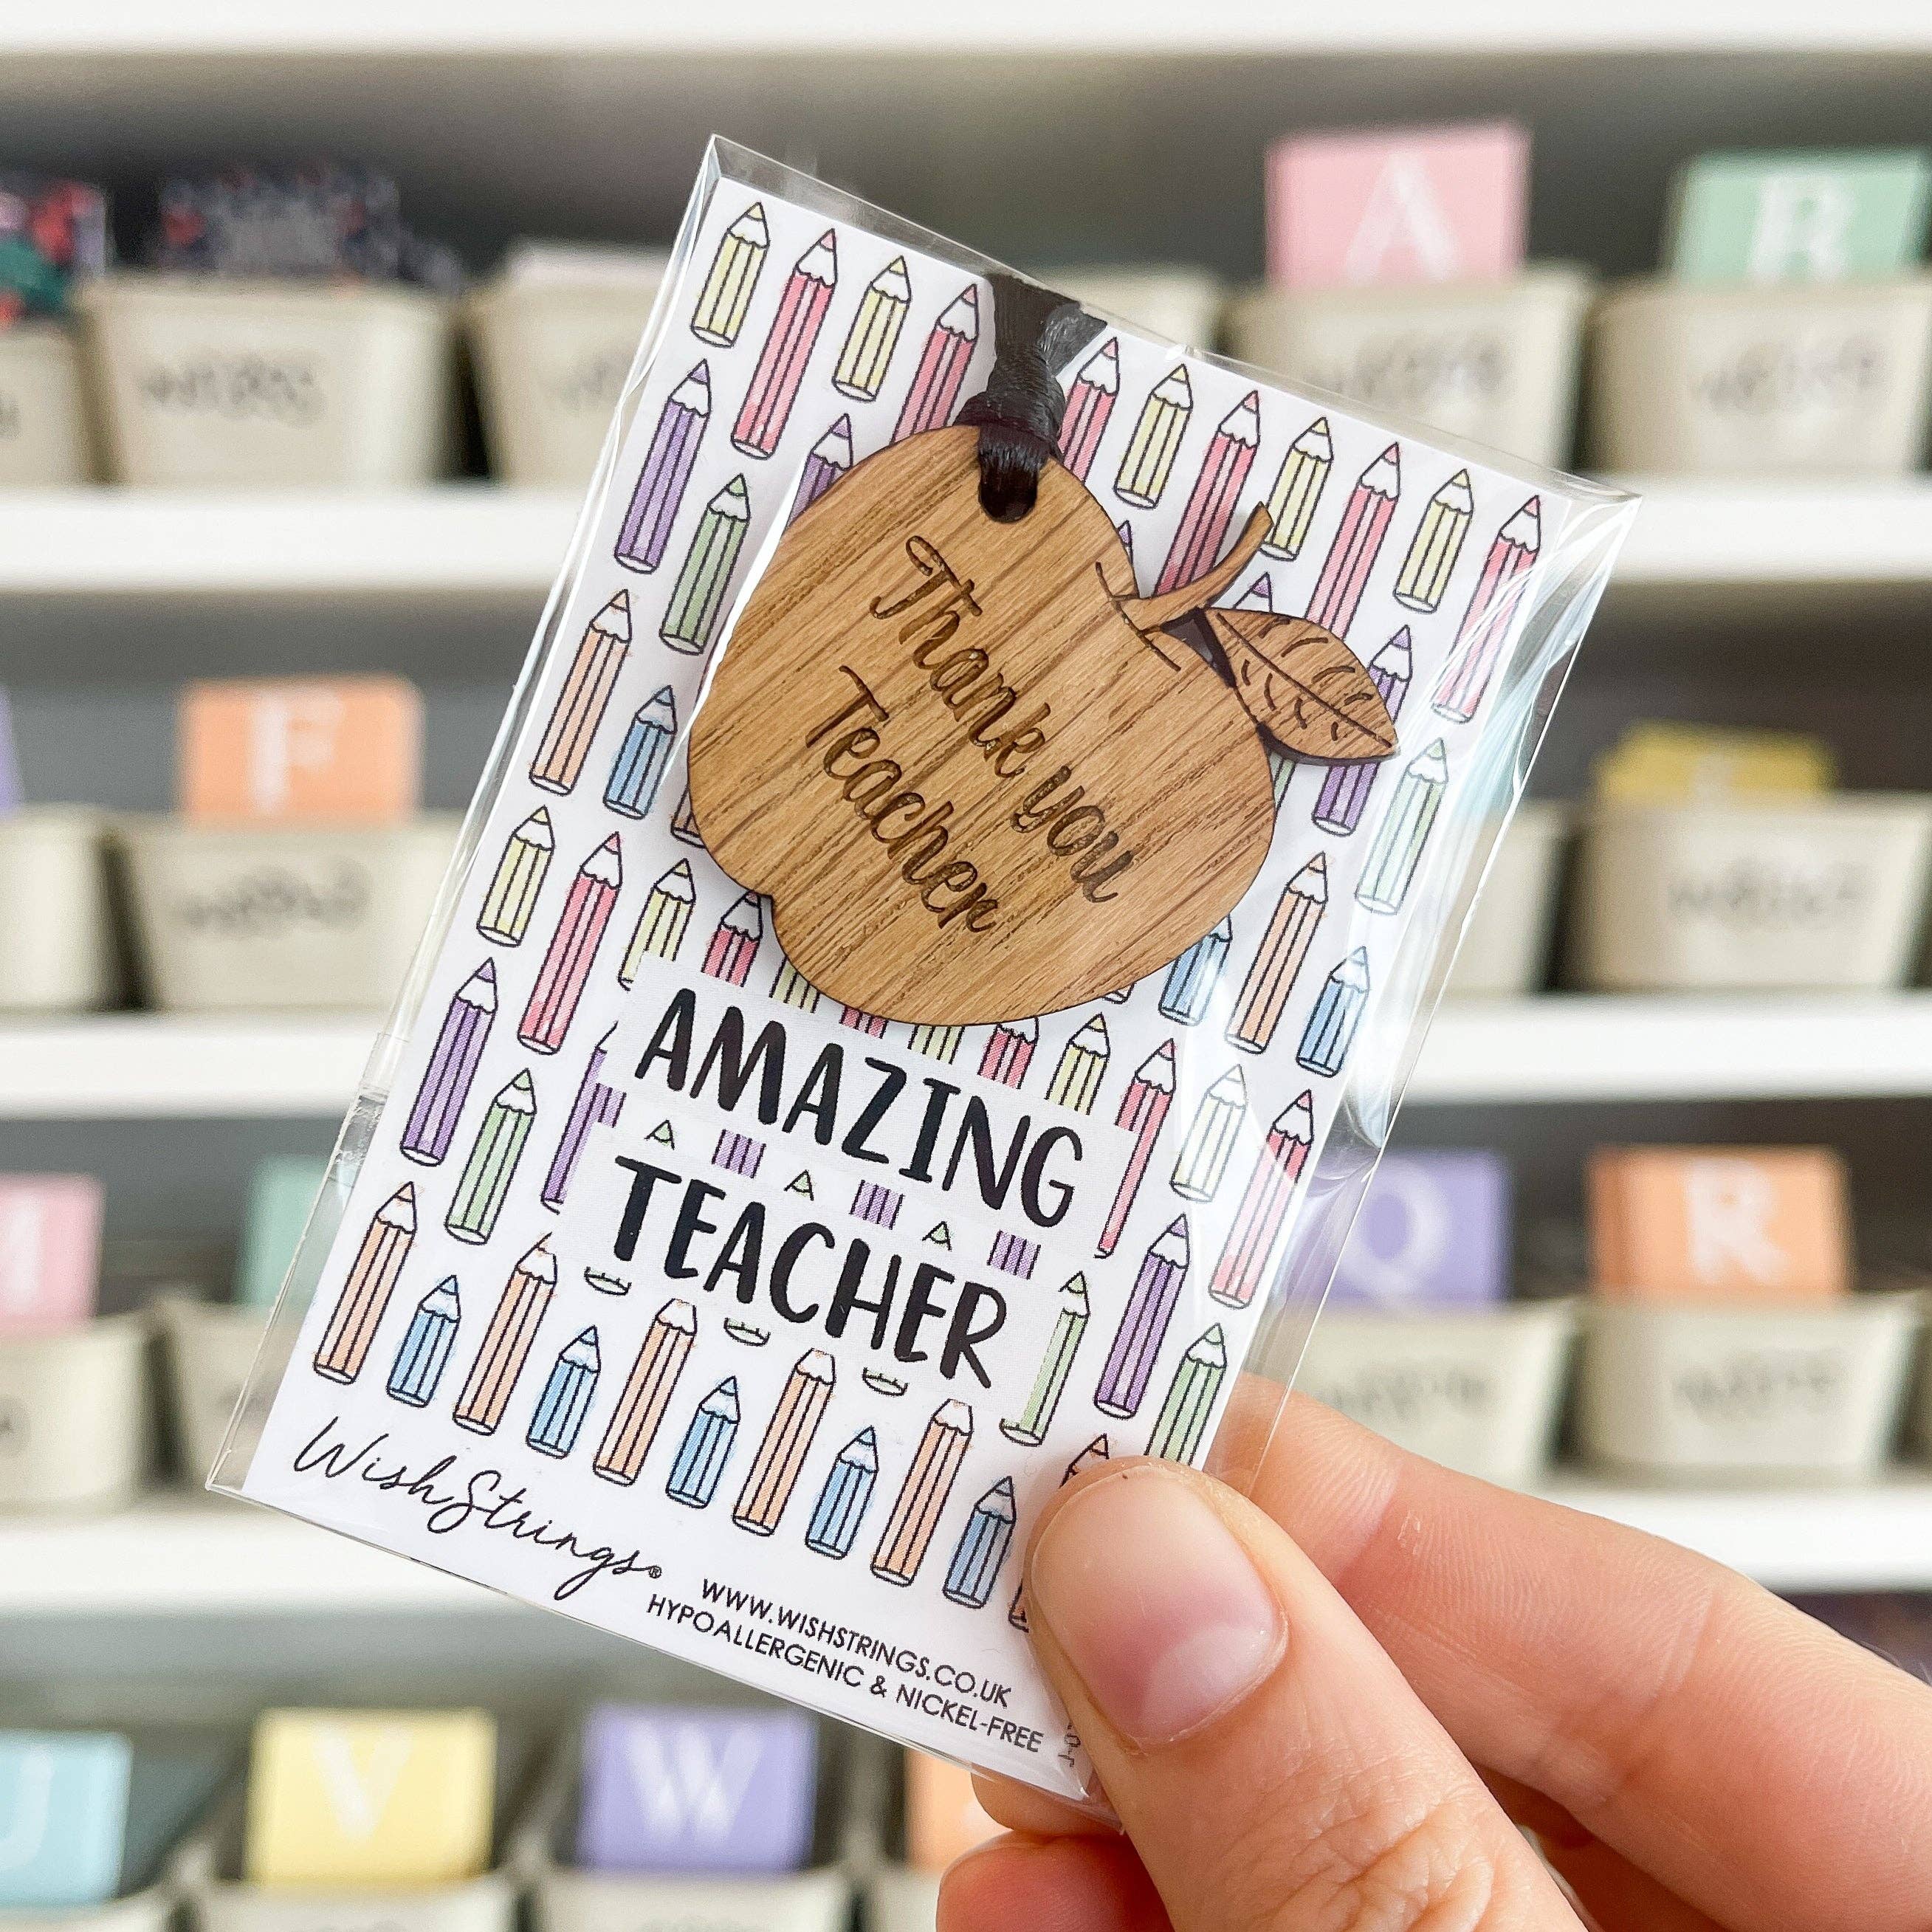 A
B
F
Thank you
Teacher
AMAZING
TEACHER
Q
R
WishStrings®
WWW.WISHSTRINGS.CO.UK
HYPOALLERGENIC & NICKEL-FREE
U
V
W